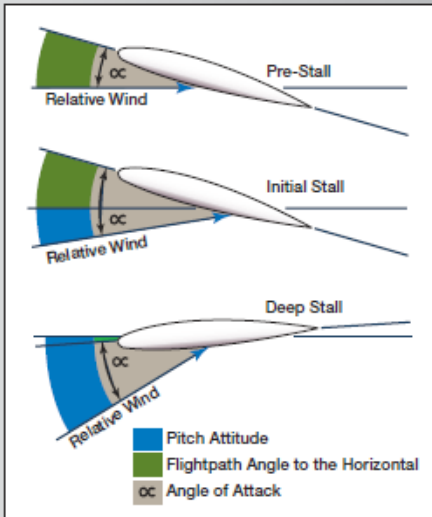 ∝
Pre-Stall
Relative Wind
Initial Stall
∝
Relative Wind
Deep Stall
∝
Relative Wind
Pitch Attitude
Flightpath Angle to the Horizontal
∝ Angle of Attack